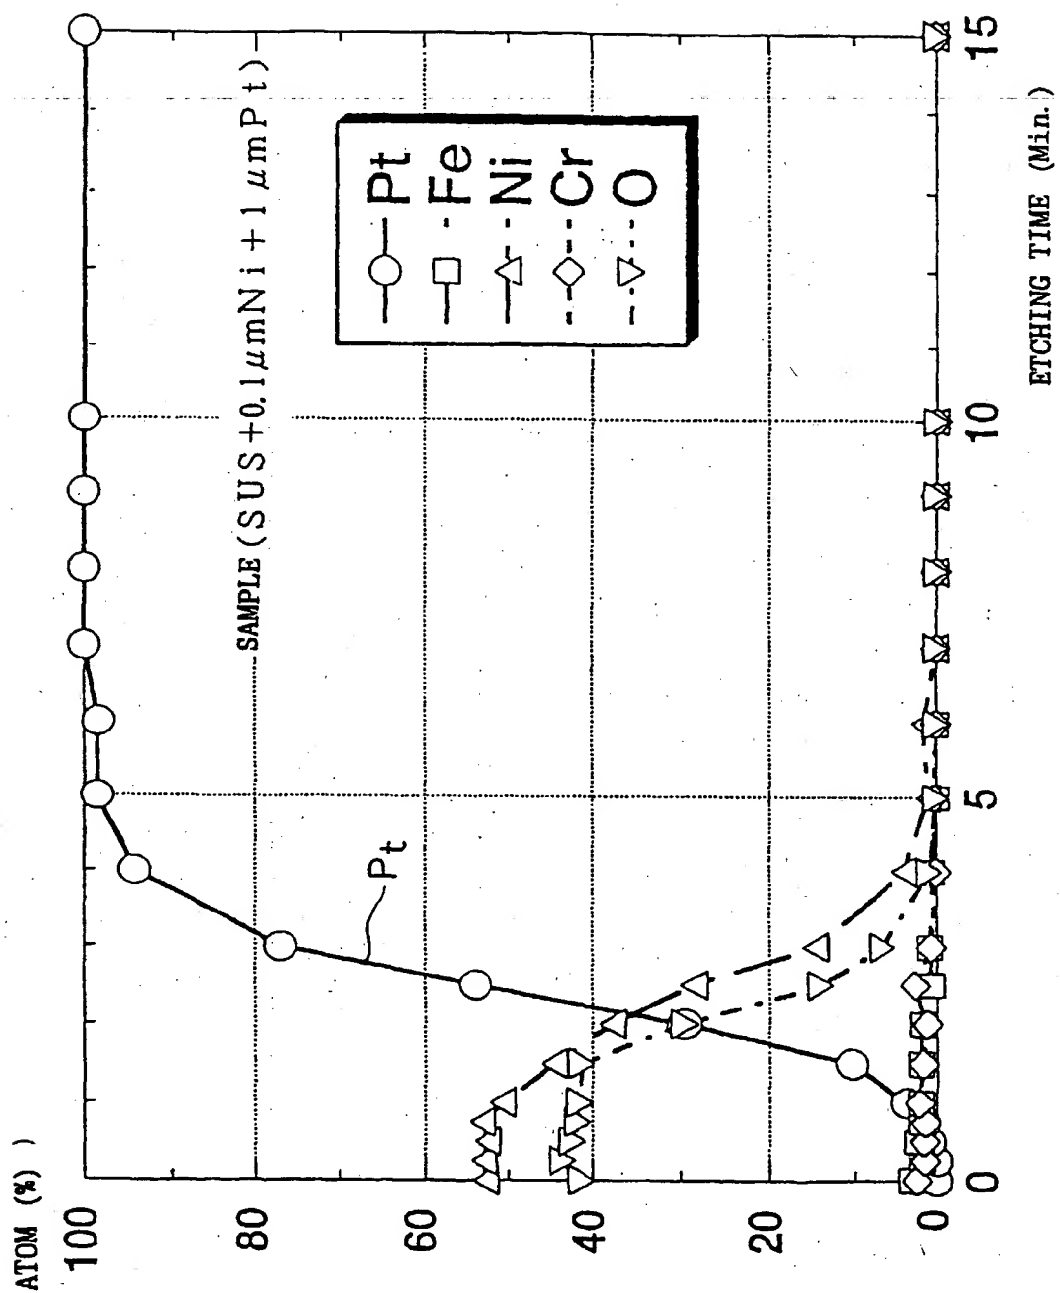 ATOM (%) )
100
80
60
40
20
0
SAMPLE (SUS+0.1μmNi+1μmPt)
Pt
Pt
Fe
Ni
Cr
O
0
5
10
15
ETCHING TIME (Min.)